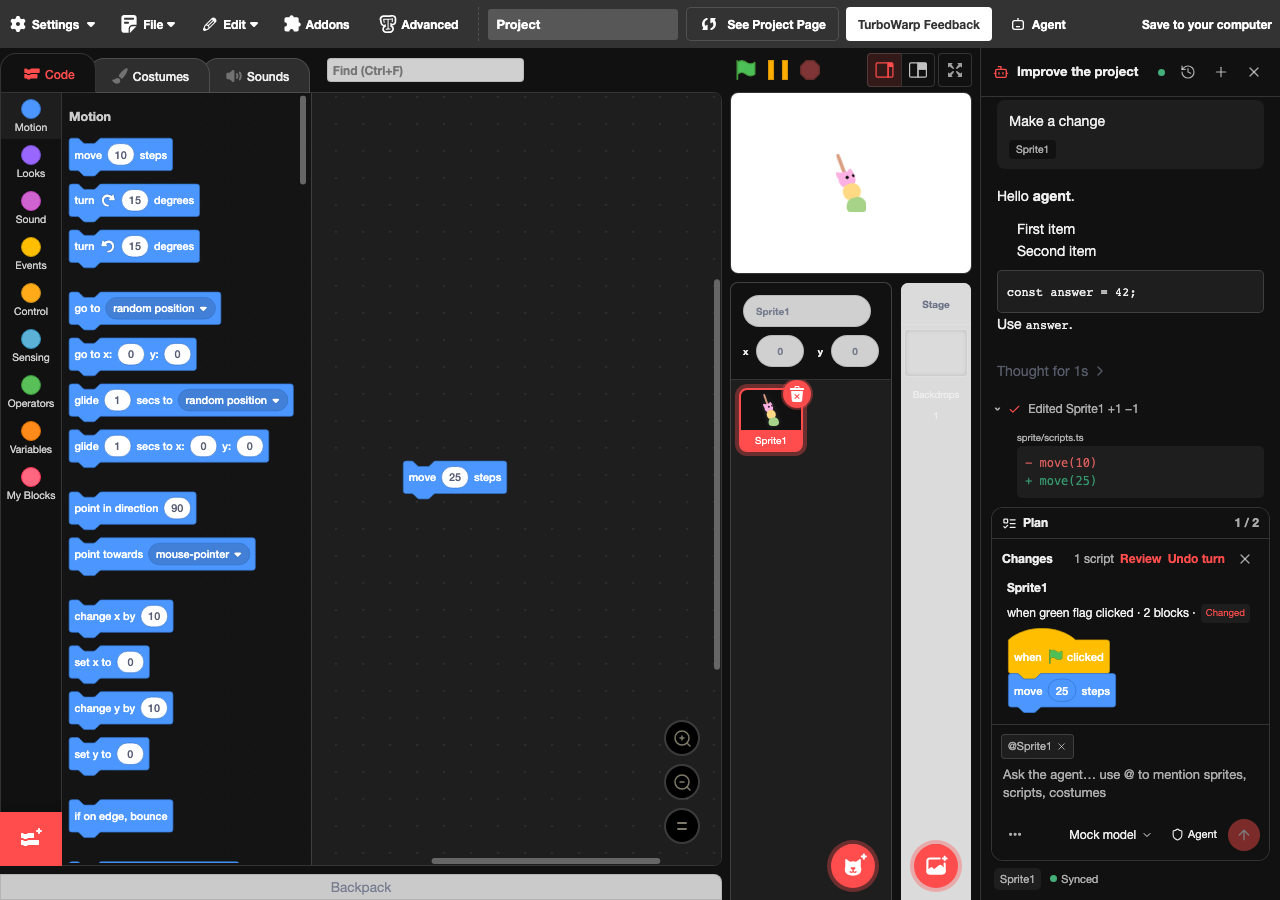 Settings File Edit Addons Advanced Project See Project Page TurboWarp Feedback Agent Save to your computer
Code Costumes Sounds
Find (Ctrl+F)
Improve the project
Motion
Looks
Sound
Events
Control
Sensing
Operators
Variables
My Blocks
Motion
move 10 steps
turn 15 degrees
turn 15 degrees
go to random position
go to x: 0 y: 0
glide 1 secs to random position
glide 1 secs to x: 0 y: 0
point in direction 90
point towards mouse-pointer
change x by 10
set x to 0
change y by 10
set y to 0
if on edge, bounce
move 25 steps
Backpack
Sprite1
x 0 y 0
Sprite1
Stage
Backdrops
1
Make a change
Sprite1
Hello agent.
First item
Second item
const answer = 42;
Use answer.
Thought for 1s
Edited Sprite1 +1 −1
sprite/scripts.ts
− move(10)
+ move(25)
Plan 1 / 2
Changes 1 script Review Undo turn
Sprite1
when green flag clicked · 2 blocks · Changed
when clicked
move 25 steps
@Sprite1
Ask the agent… use @ to mention sprites,
scripts, costumes
Mock model Agent
Sprite1 Synced